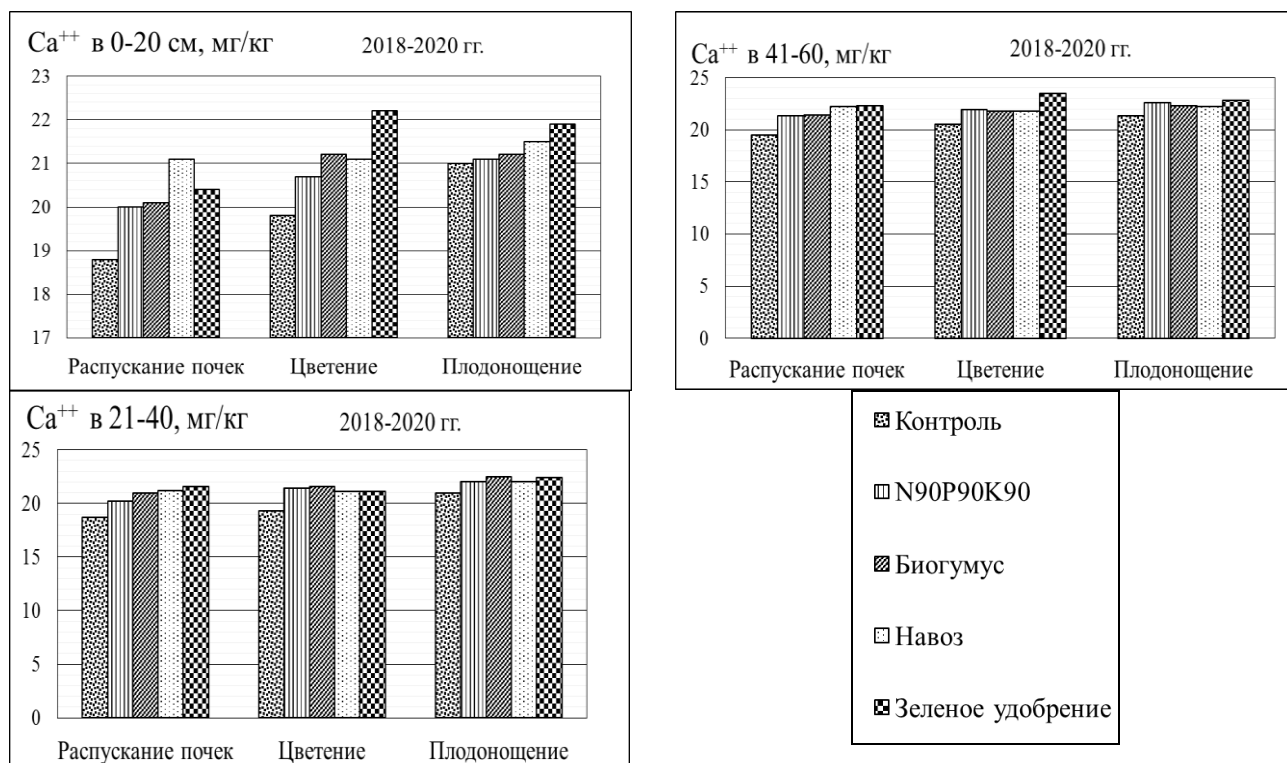 Ca++ в 0-20 см, мг/кг
2018-2020 гг.
23
22
21
20
19
18
17
Распускание почек
Цветение
Плодонощение
Ca++ в 41-60, мг/кг
2018-2020 гг.
25
20
15
10
5
0
Распускание почек
Цветение
Плодонощение
Ca++ в 21-40, мг/кг
2018-2020 гг.
25
20
15
10
5
0
Распускание почек
Цветение
Плодонощение
Контроль
N90P90K90
Биогумус
Навоз
Зеленое удобрение